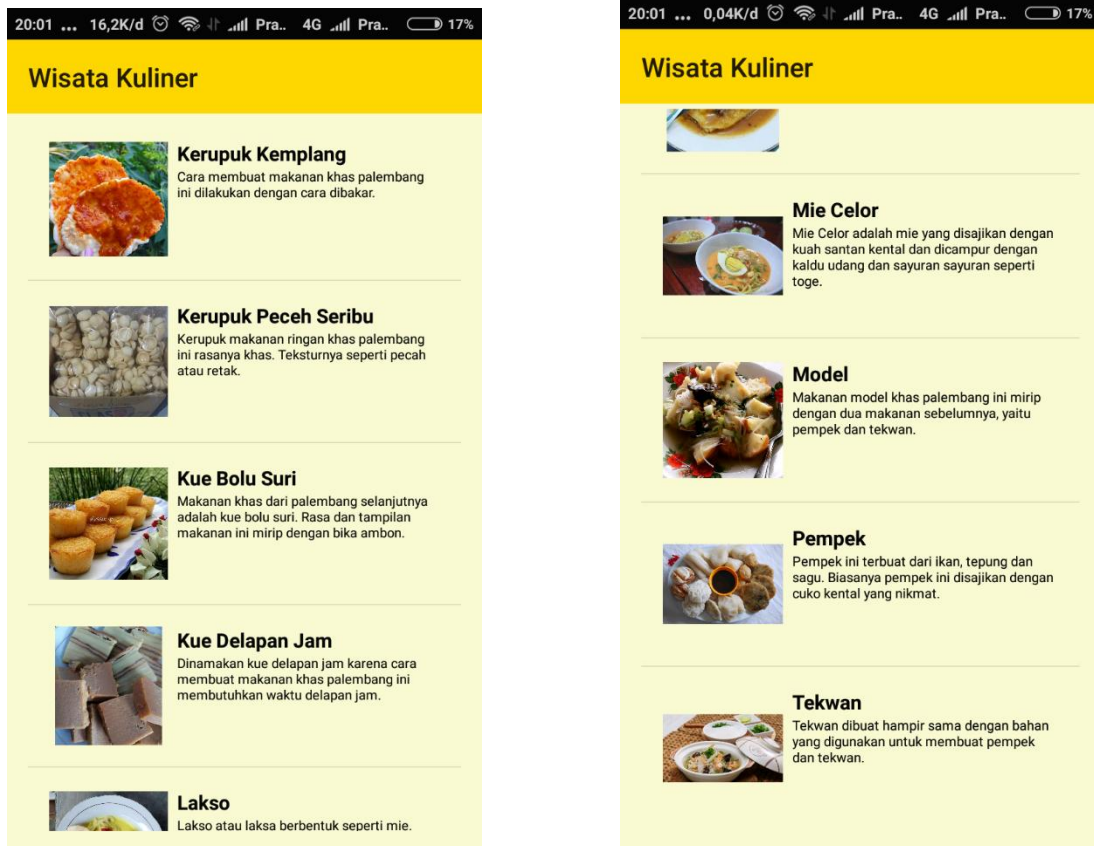 20:01 ... 16,2K/d Pra.. 4G Pra.. 17%
Wisata Kuliner
Kerupuk Kemplang
Cara membuat makanan khas palembang
ini dilakukan dengan cara dibakar.
Kerupuk Peceh Seribu
Kerupuk makanan ringan khas palembang
ini rasanya khas. Teksturnya seperti pecah
atau retak.
Kue Bolu Suri
Makanan khas dari palembang selanjutnya
adalah kue bolu suri. Rasa dan tampilan
makanan ini mirip dengan bika ambon.
Kue Delapan Jam
Dinamakan kue delapan jam karena cara
membuat makanan khas palembang ini
membutuhkan waktu delapan jam.
Lakso
Lakso atau laksa berbentuk seperti mie.
20:01 ... 0,04K/d Pra.. 4G Pra.. 17%
Wisata Kuliner
Mie Celor
Mie Celor adalah mie yang disajikan dengan
kuah santan kental dan dicampur dengan
kaldu udang dan sayuran sayuran seperti
toge.
Model
Makanan model khas palembang ini mirip
dengan dua makanan sebelumnya, yaitu
pempek dan tekwan.
Pempek
Pempek ini terbuat dari ikan, tepung dan
sagu. Biasanya pempek ini disajikan dengan
cuko kental yang nikmat.
Tekwan
Tekwan dibuat hampir sama dengan bahan
yang digunakan untuk membuat pempek
dan tekwan.